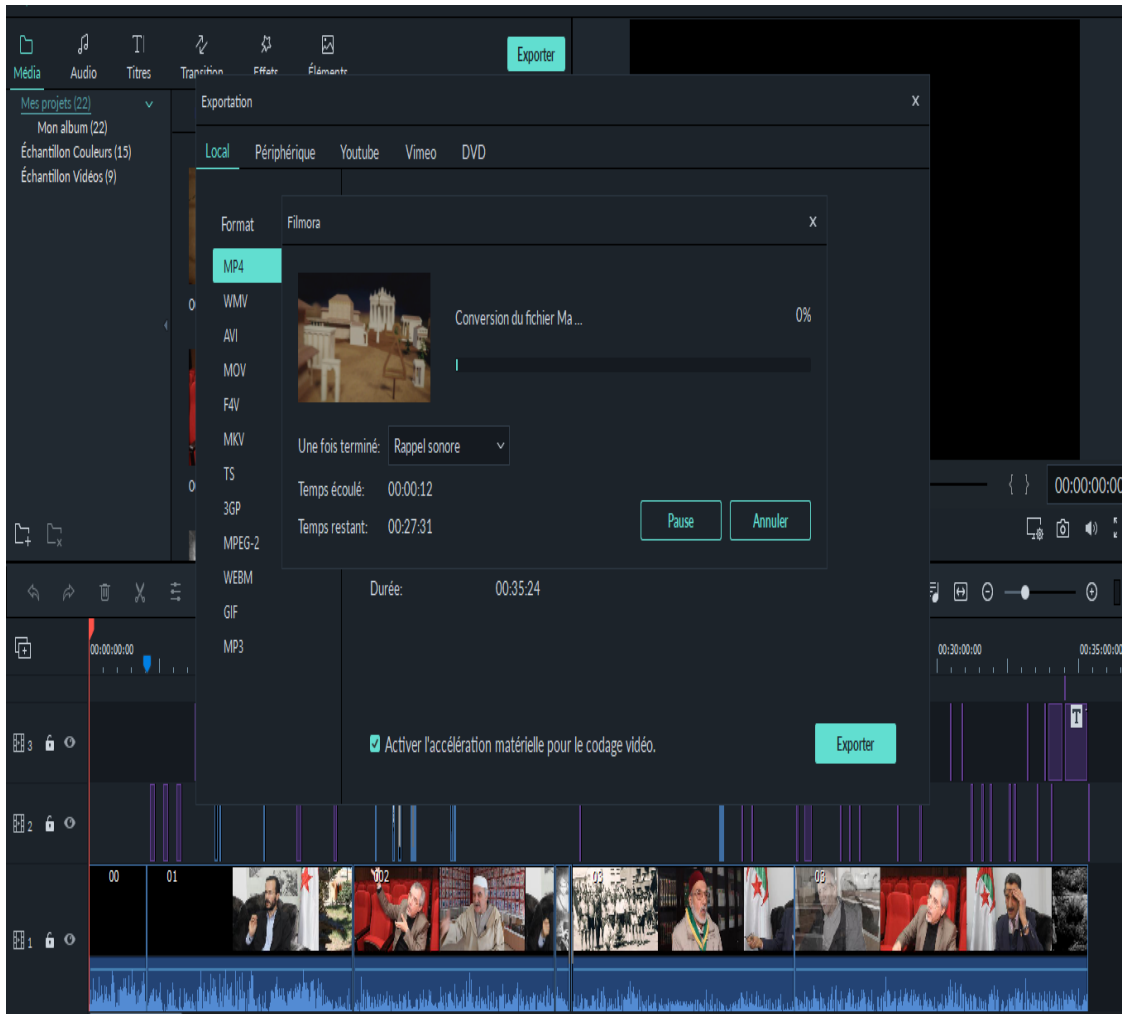 Média
Audio
Titres
Transition
Effets
Éléments
Exporter
Mes projets (22)
Mon album (22)
Échantillon Couleurs (15)
Échantillon Vidéos (9)
Exportation
x
Local
Périphérique
Youtube
Vimeo
DVD
Format
MP4
WMV
AVI
MOV
F4V
MKV
TS
3GP
MPEG-2
WEBM
GIF
MP3
Filmora
x
Conversion du fichier Ma ...
0%
Une fois terminé:
Rappel sonore
Temps écoulé:
00:00:12
Temps restant:
00:27:31
Pause
Annuler
Durée:
00:35:24
Activer l'accélération matérielle pour le codage vidéo.
Exporter
{ }
00:00:00:00
00:00:00:00
00:30:00:00
00:35:00:00
3
T
2
1
00
01
002
03
03